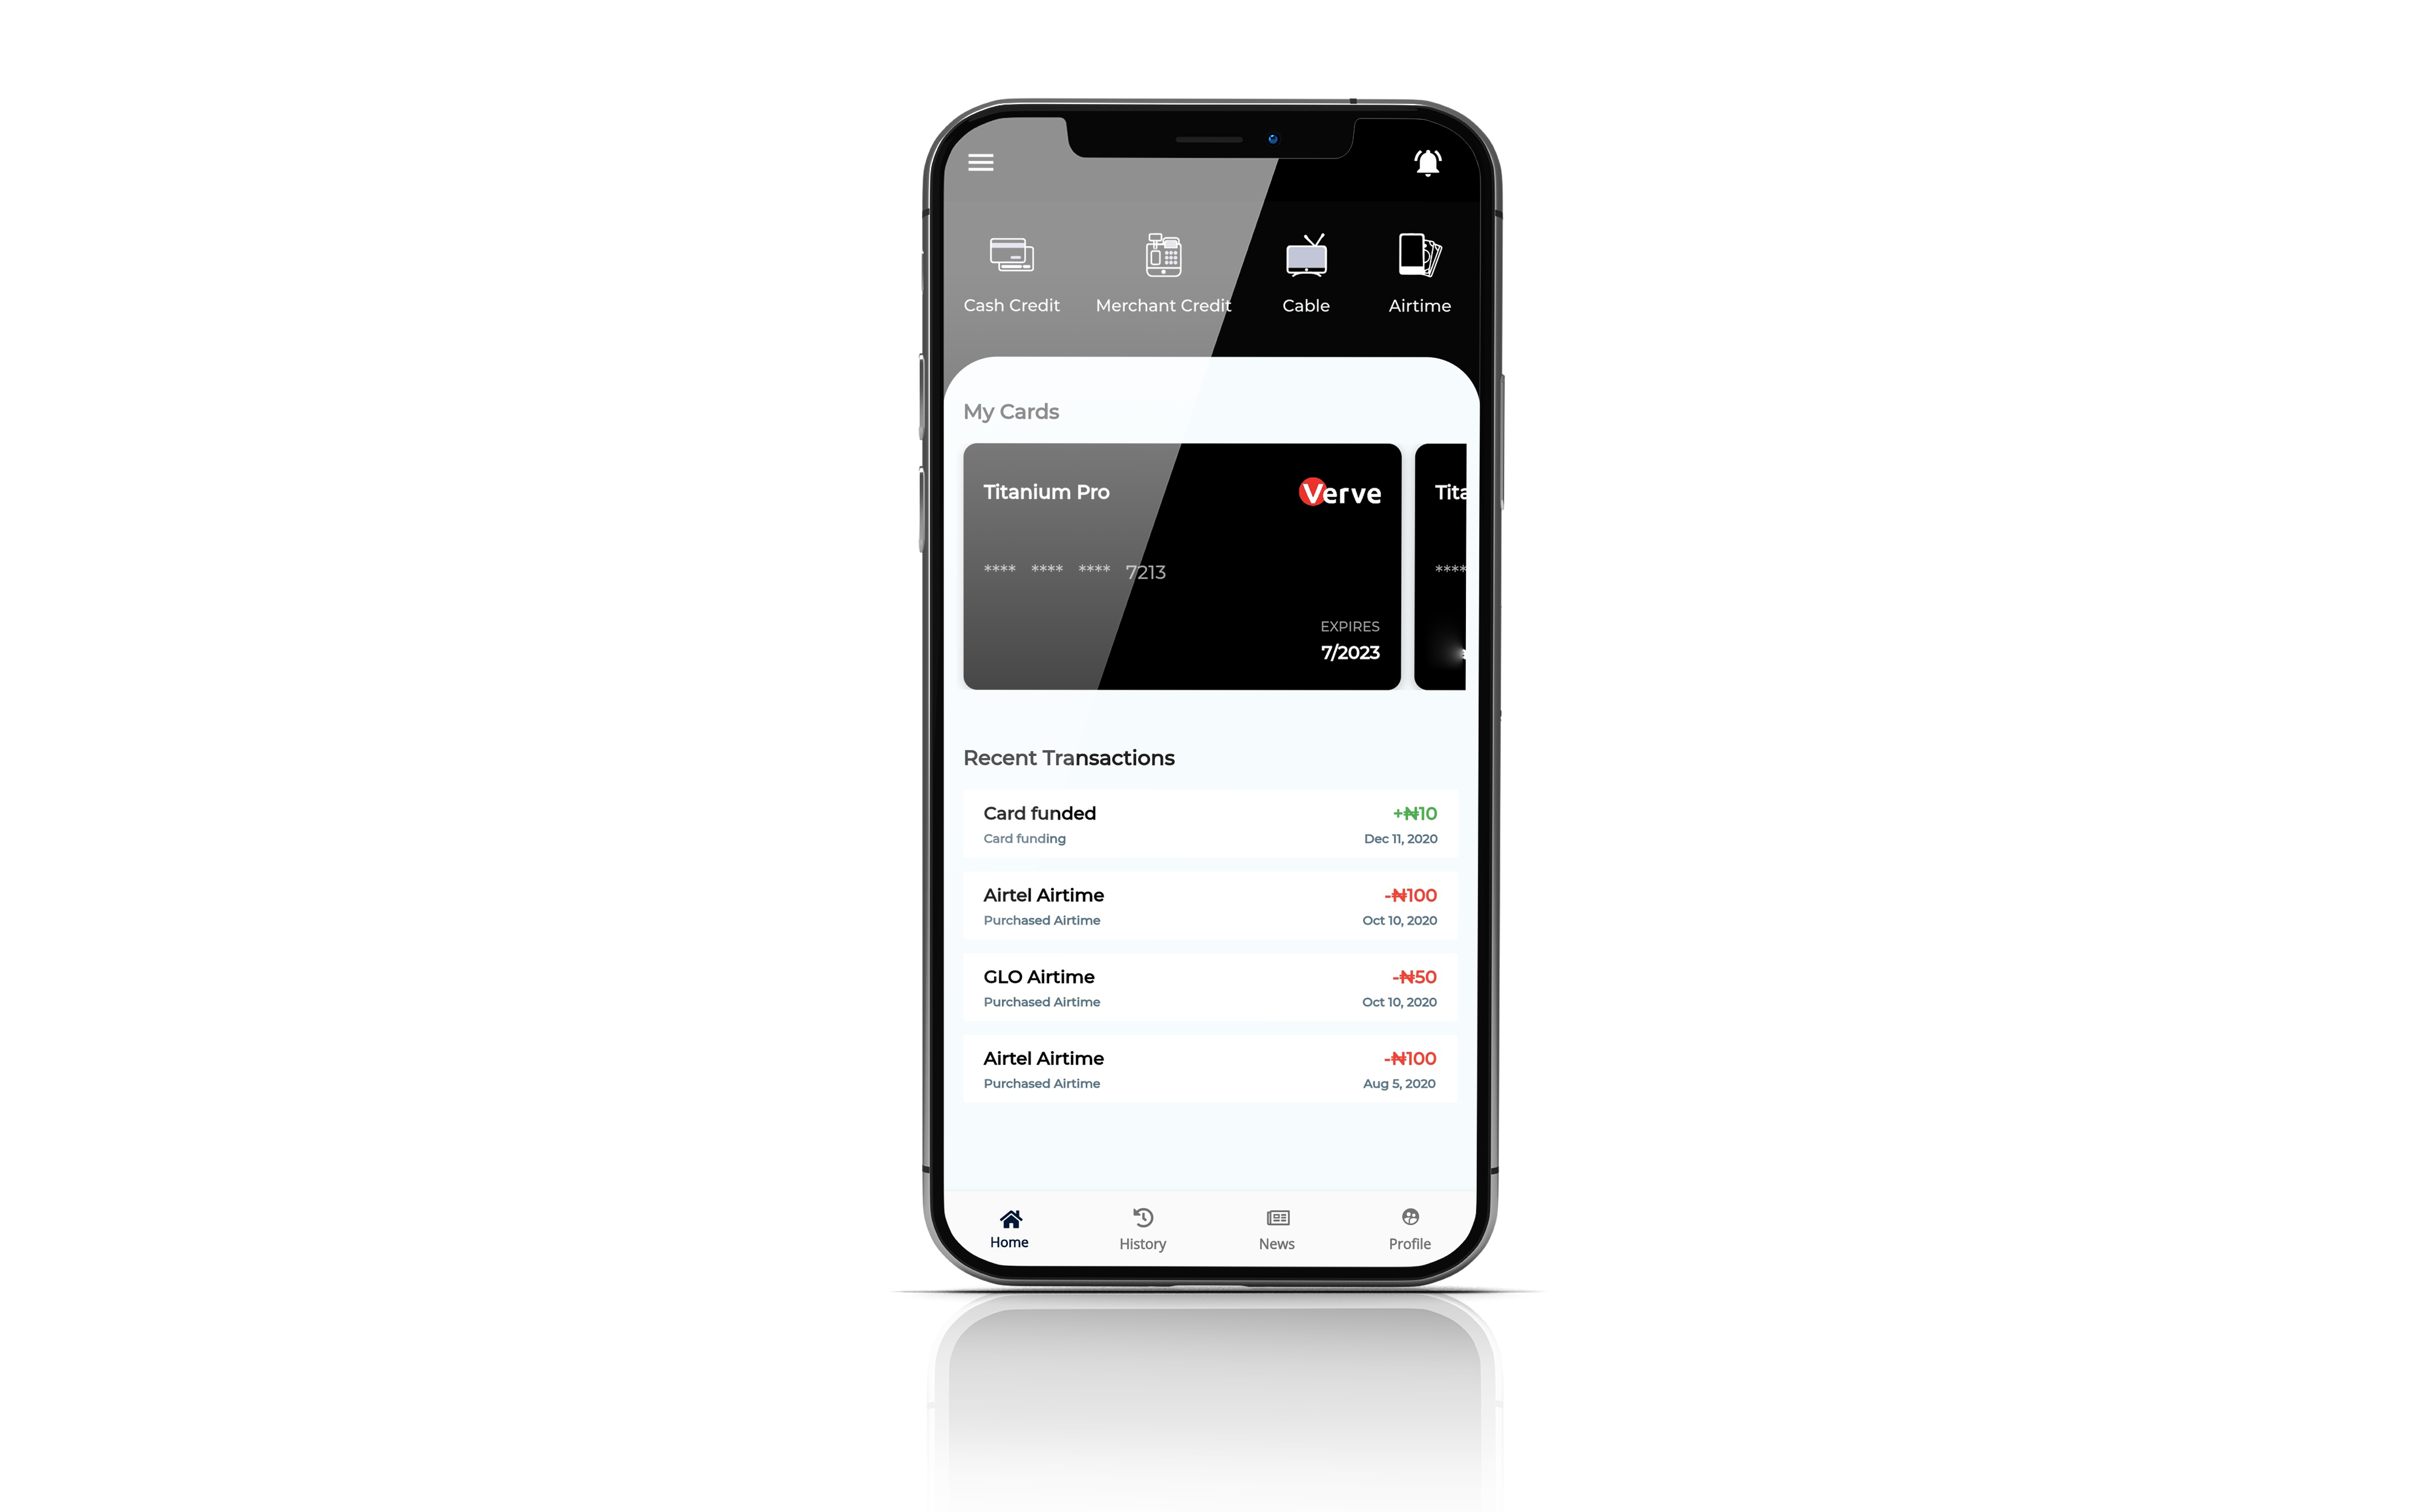 Cash Credit Merchant Credit Cable Airtime
My Cards
Titanium Pro Verve
**** **** **** 7213
EXPIRES
7/2023
Tita
****
Recent Transactions
Card funded +₦10
Card funding Dec 11, 2020
Airtel Airtime -₦100
Purchased Airtime Oct 10, 2020
GLO Airtime -₦50
Purchased Airtime Oct 10, 2020
Airtel Airtime -₦100
Purchased Airtime Aug 5, 2020
Home History News Profile